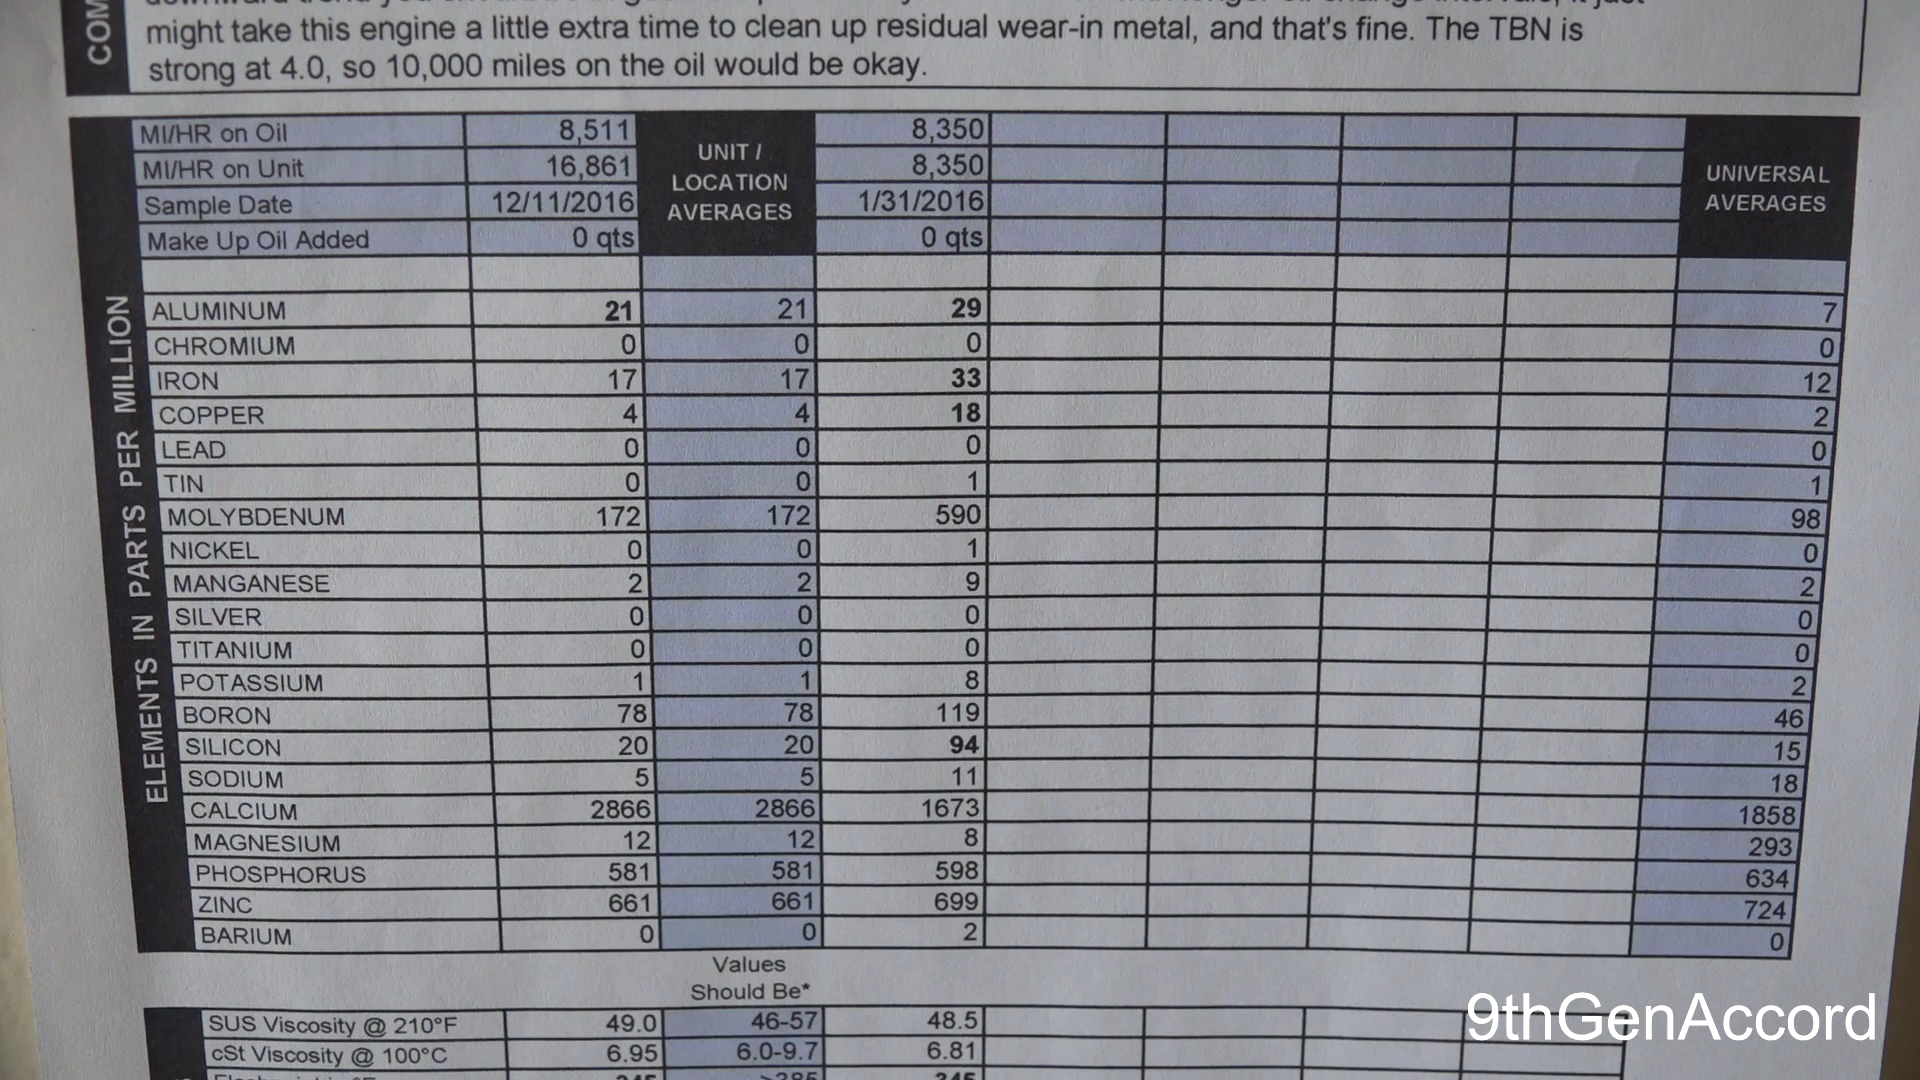 might take this engine a little extra time to clean up residual wear-in metal, and that's fine. The TBN is
strong at 4.0, so 10,000 miles on the oil would be okay.
COM
MI/HR on Oil 8,511 UNIT / LOCATION AVERAGES 8,350 UNIVERSAL AVERAGES
MI/HR on Unit 16,861 8,350
Sample Date 12/11/2016 1/31/2016
Make Up Oil Added 0 qts 0 qts
ELEMENTS IN PARTS PER MILLION
ALUMINUM 21 21 29 7
CHROMIUM 0 0 0 0
IRON 17 17 33 12
COPPER 4 4 18 2
LEAD 0 0 0 0
TIN 0 0 1 1
MOLYBDENUM 172 172 590 98
NICKEL 0 0 1 0
MANGANESE 2 2 9 2
SILVER 0 0 0 0
TITANIUM 0 0 0 0
POTASSIUM 1 1 8 2
BORON 78 78 119 46
SILICON 20 20 94 15
SODIUM 5 5 11 18
CALCIUM 2866 2866 1673 1858
MAGNESIUM 12 12 8 293
PHOSPHORUS 581 581 598 634
ZINC 661 661 699 724
BARIUM 0 0 2 0
Values
Should Be*
SUS Viscosity @ 210°F 49.0 46-57 48.5
cSt Viscosity @ 100°C 6.95 6.0-9.7 6.81
9thGenAccord